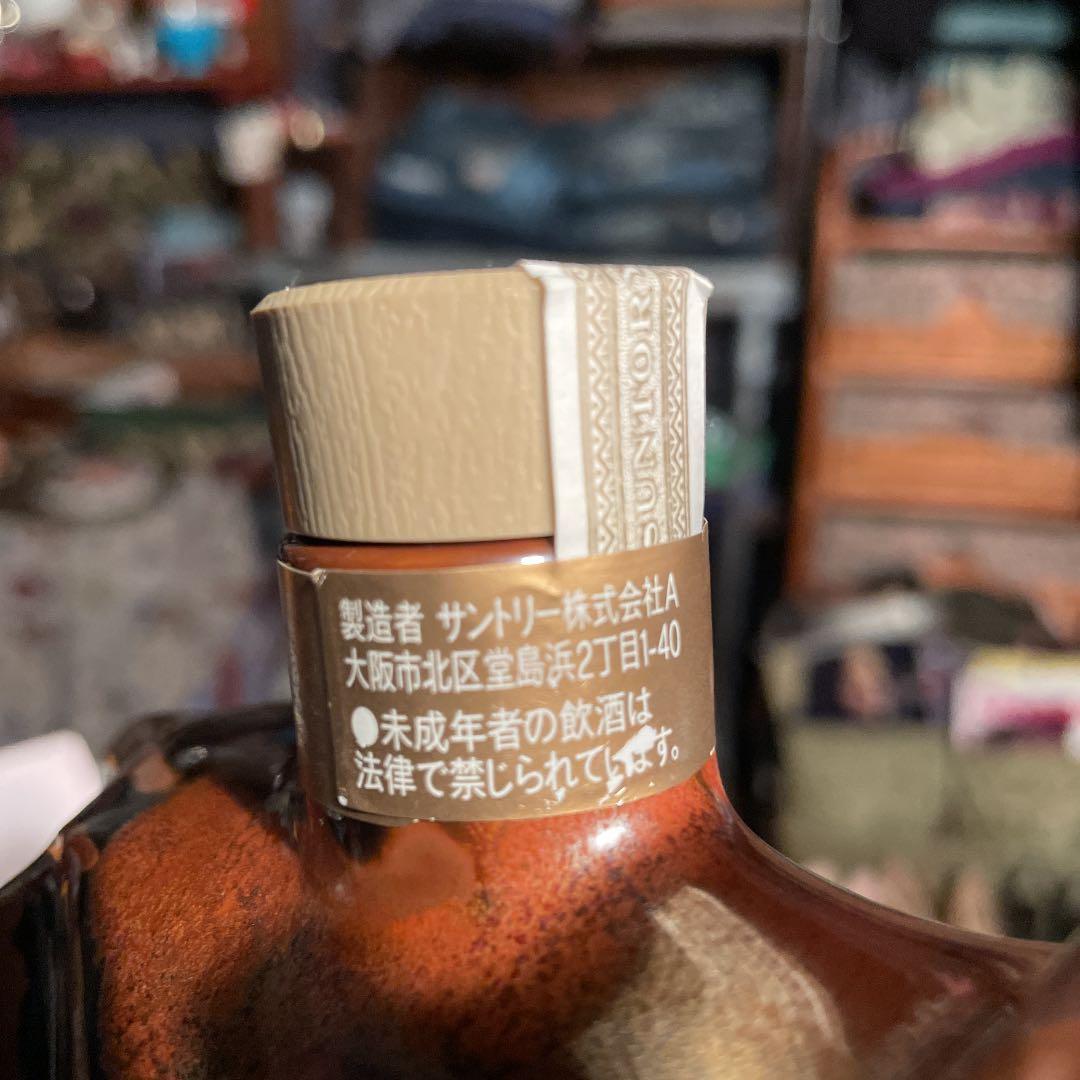 SUNTOR
製造者 サントリー株式会社A
大阪市北区堂島浜2丁目1-40
●未成年者の飲酒は
法律で禁じられています。